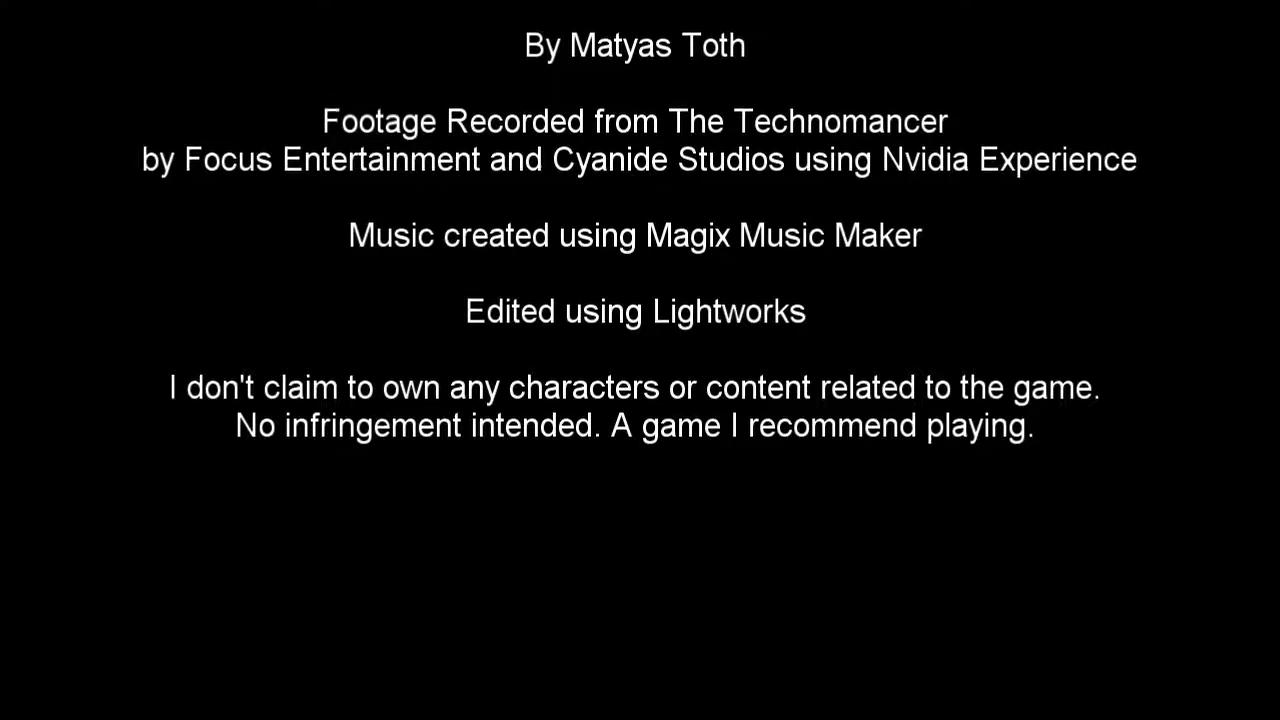 By Matyas Toth
Footage Recorded from The Technomancer
by Focus Entertainment and Cyanide Studios using Nvidia Experience
Music created using Magix Music Maker
Edited using Lightworks
I don't claim to own any characters or content related to the game.
No infringement intended. A game I recommend playing.